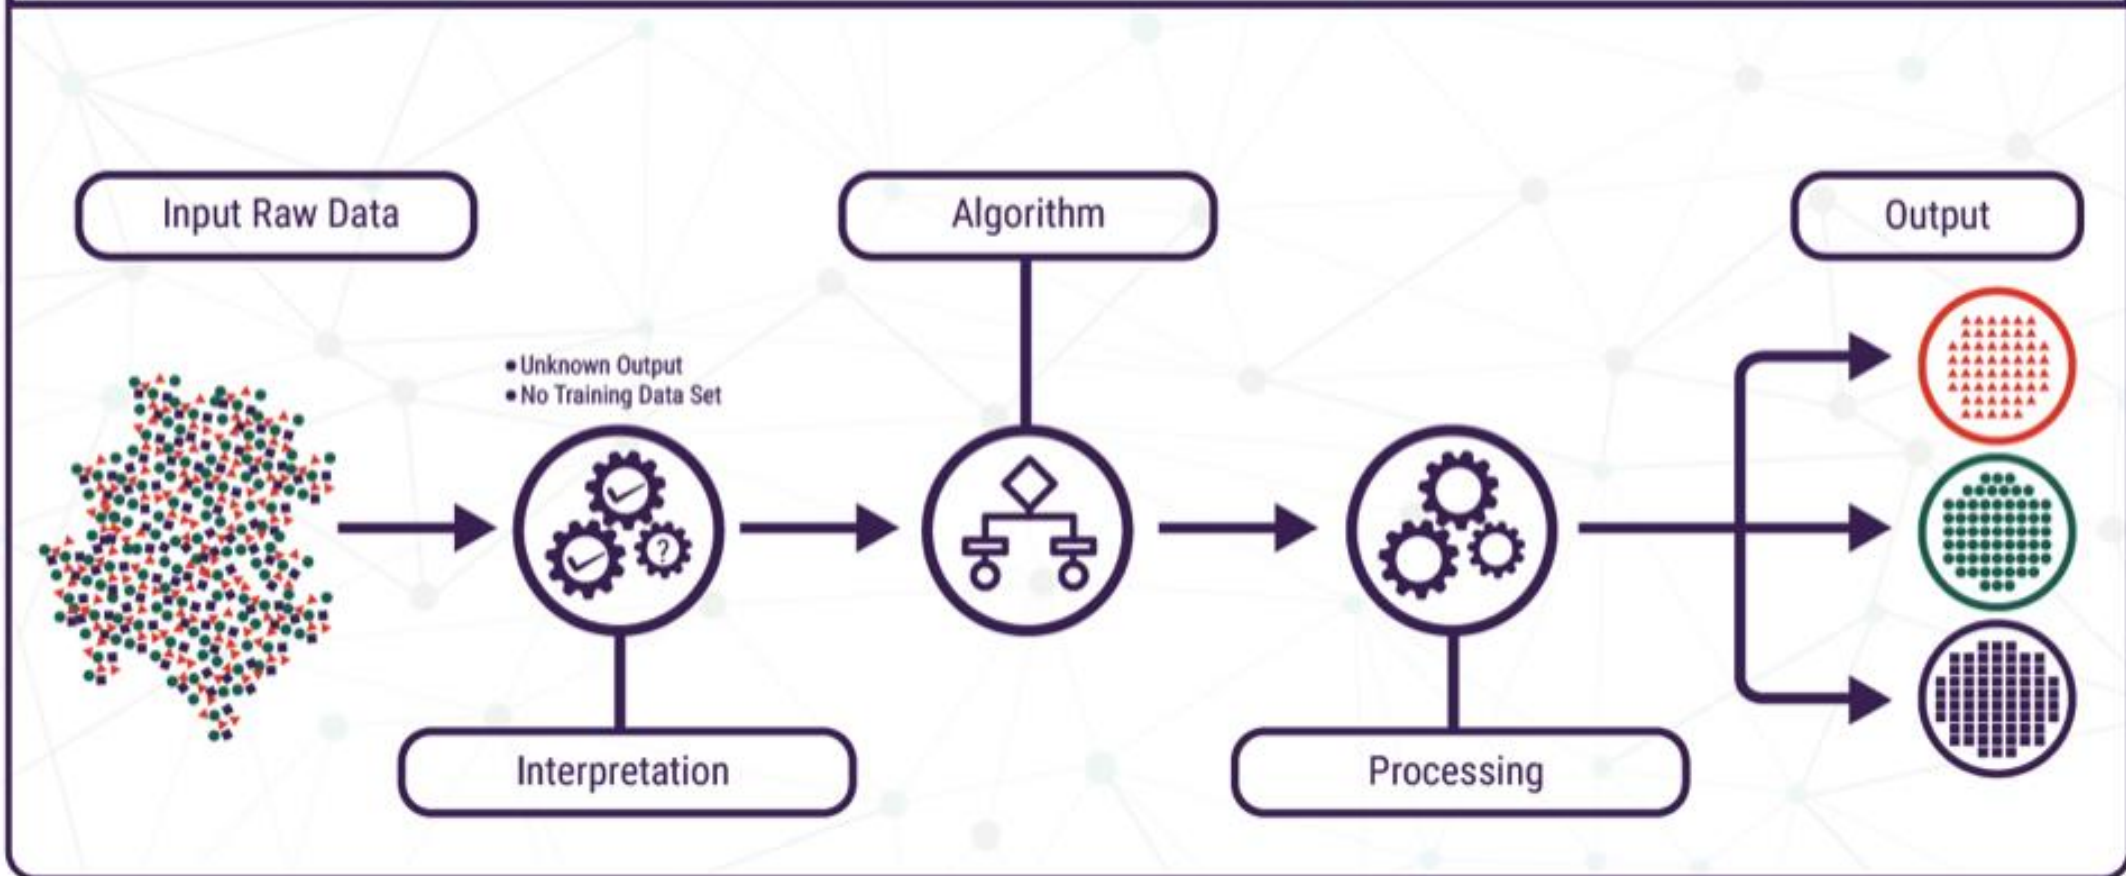 Input Raw Data
Algorithm
Output
• Unknown Output
• No Training Data Set
?
Interpretation
Processing